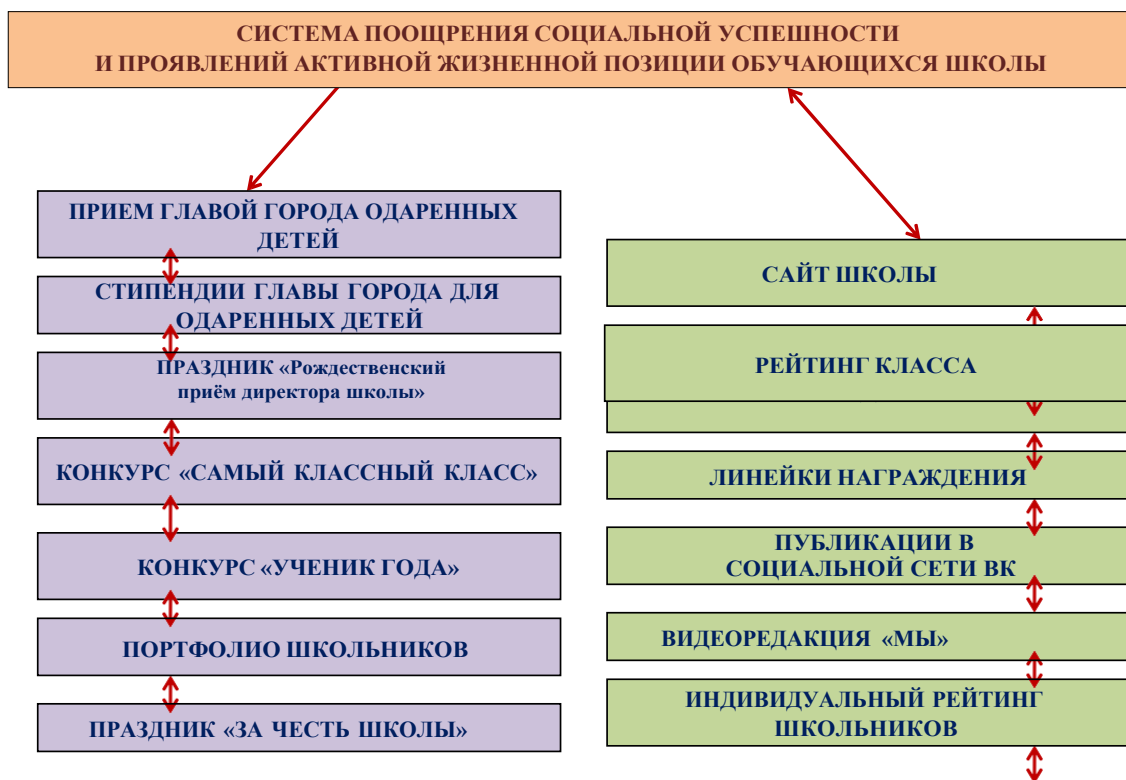 СИСТЕМА ПООЩРЕНИЯ СОЦИАЛЬНОЙ УСПЕШНОСТИ
И ПРОЯВЛЕНИЙ АКТИВНОЙ ЖИЗНЕННОЙ ПОЗИЦИИ ОБУЧАЮЩИХСЯ ШКОЛЫ
ПРИЕМ ГЛАВОЙ ГОРОДА ОДАРЕННЫХ
ДЕТЕЙ
СТИПЕНДИИ ГЛАВЫ ГОРОДА ДЛЯ
ОДАРЕННЫХ ДЕТЕЙ
ПРАЗДНИК «Рождественский
приём директора школы»
КОНКУРС «САМЫЙ КЛАССНЫЙ КЛАСС»
КОНКУРС «УЧЕНИК ГОДА»
ПОРТФОЛИО ШКОЛЬНИКОВ
ПРАЗДНИК «ЗА ЧЕСТЬ ШКОЛЫ»
САЙТ ШКОЛЫ
РЕЙТИНГ КЛАССА
ЛИНЕЙКИ НАГРАЖДЕНИЯ
ПУБЛИКАЦИИ В
СОЦИАЛЬНОЙ СЕТИ ВК
ВИДЕОРЕДАКЦИЯ «МЫ»
ИНДИВИДУАЛЬНЫЙ РЕЙТИНГ
ШКОЛЬНИКОВ